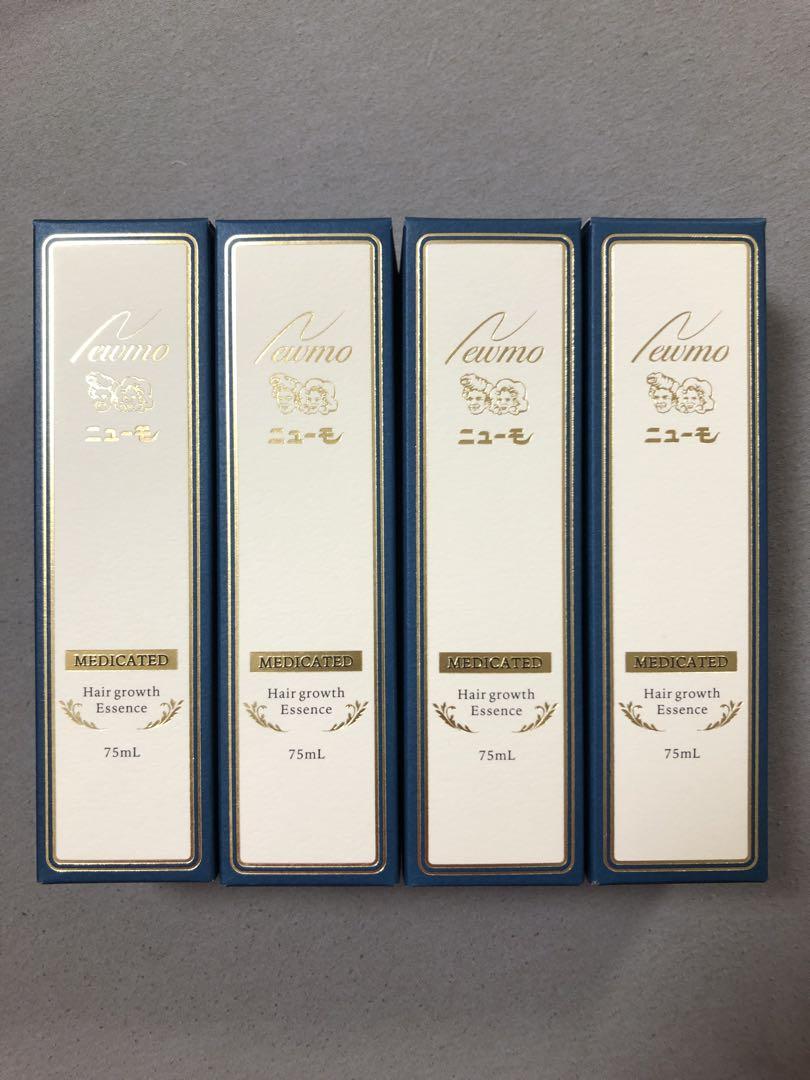 Newmo
ニューモ
MEDICATED
Hair growth
Essence
75mL
Newmo
ニューモ
MEDICATED
Hair growth
Essence
75mL
Newmo
ニューモ
MEDICATED
Hair growth
Essence
75mL
Newmo
ニューモ
MEDICATED
Hair growth
Essence
75mL